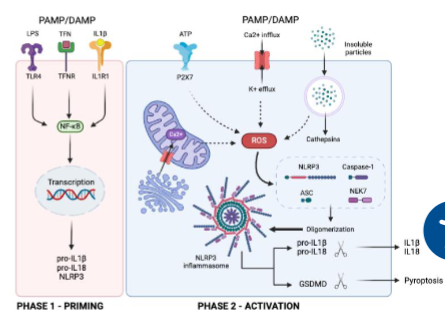 PAMP/DAMP
LPS
TFN
IL1β
TLR4
TFNR
IL1R1
NF-κB
Transcription
pro-IL1β
pro-IL18
NLRP3
PHASE 1 - PRIMING
PAMP/DAMP
ATP
Ca2+ influx
Insoluble
particles
P2X7
K+ efflux
Ca2+
ROS
Cathepsins
NLRP3
Caspase-1
ASC
NEK7
Oligomerization
NLRP3
inflammasome
pro-IL1β
pro-IL18
IL1β
IL18
GSDMD
Pyroptosis
PHASE 2 - ACTIVATION